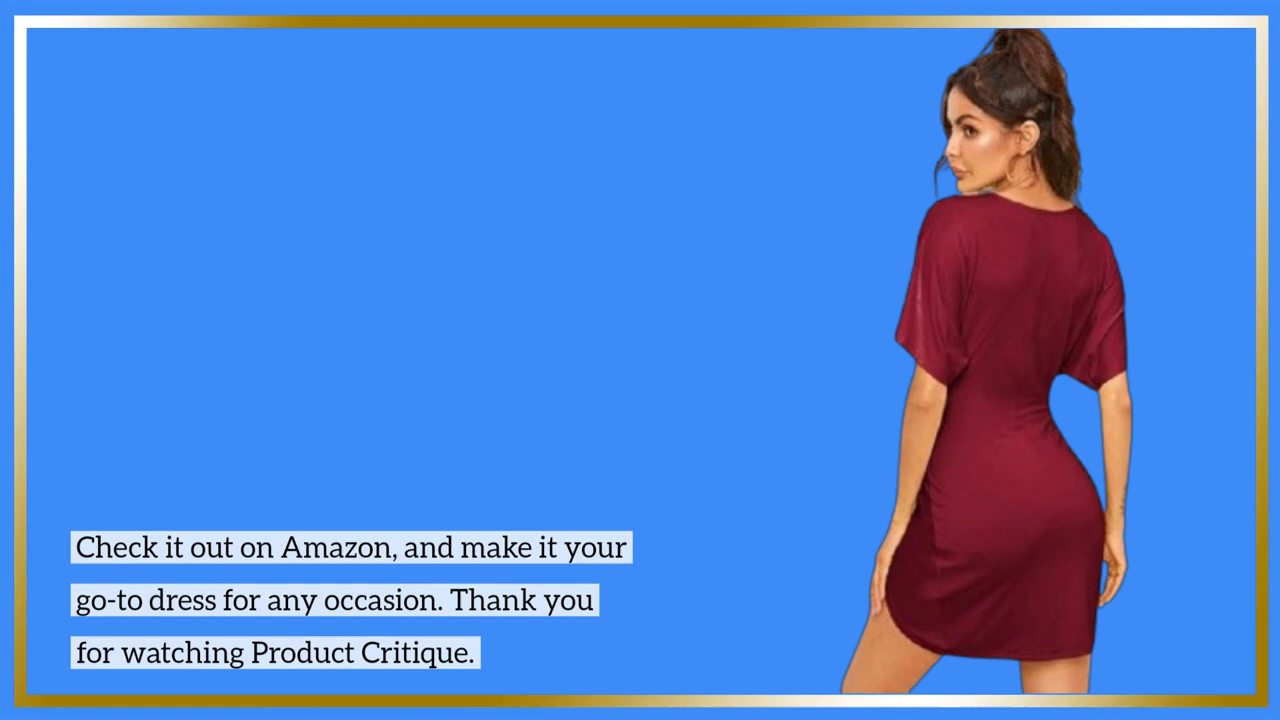 Check it out on Amazon, and make it your
go-to dress for any occasion. Thank you
for watching Product Critique.